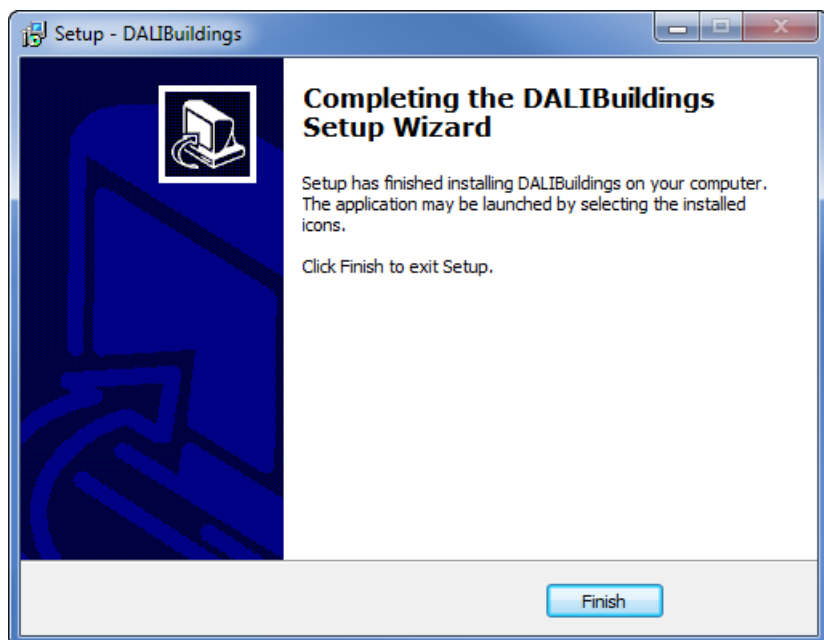 Setup - DALIBuildings
Completing the DALIBuildings
Setup Wizard
Setup has finished installing DALIBuildings on your computer.
The application may be launched by selecting the installed
icons.
Click Finish to exit Setup.
Finish